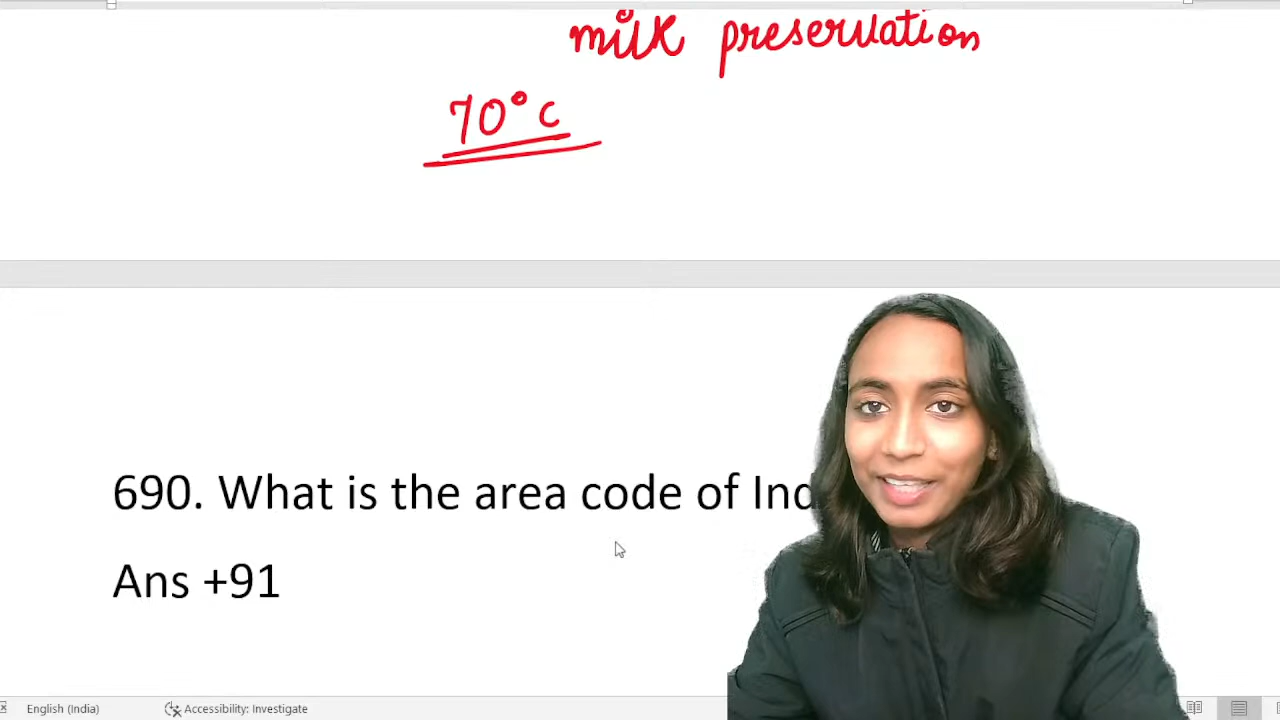 milk preservation
70°c
690. What is the area code of Ind
Ans +91
English (India)
Accessibility: Investigate